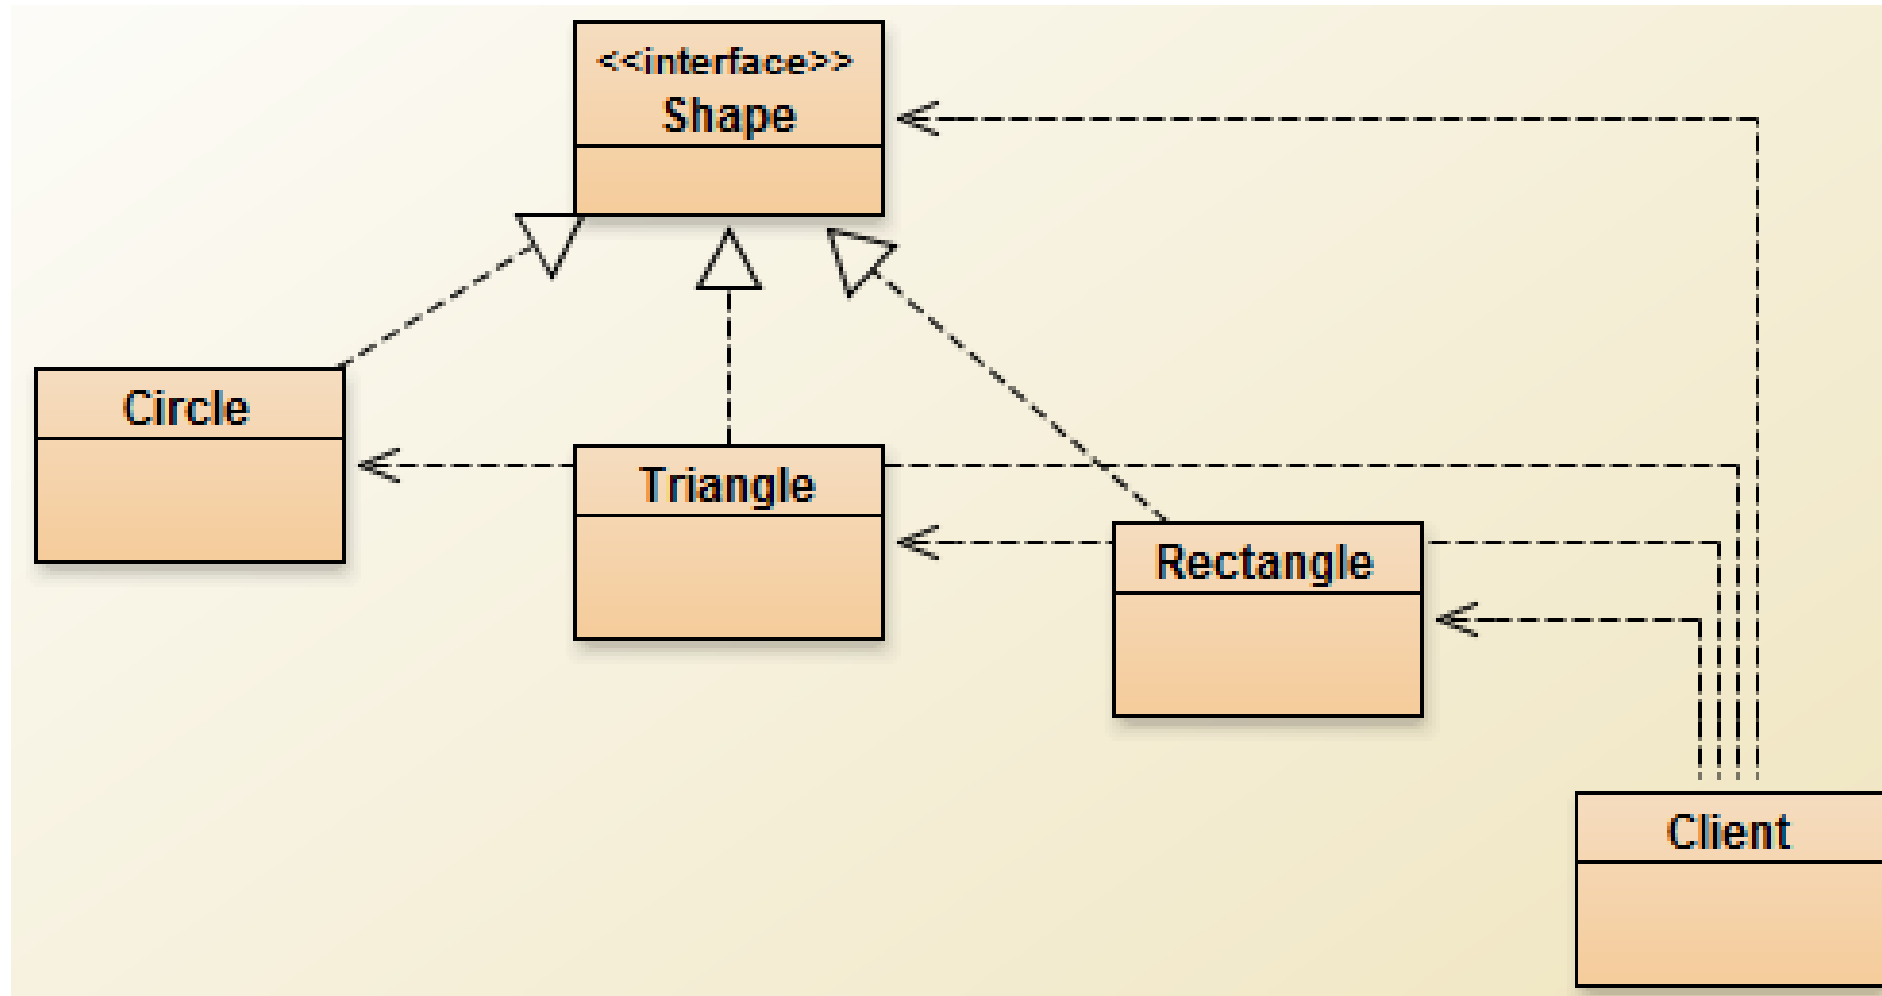 <<interface>>
Shape
Circle
Triangle
Rectangle
Client